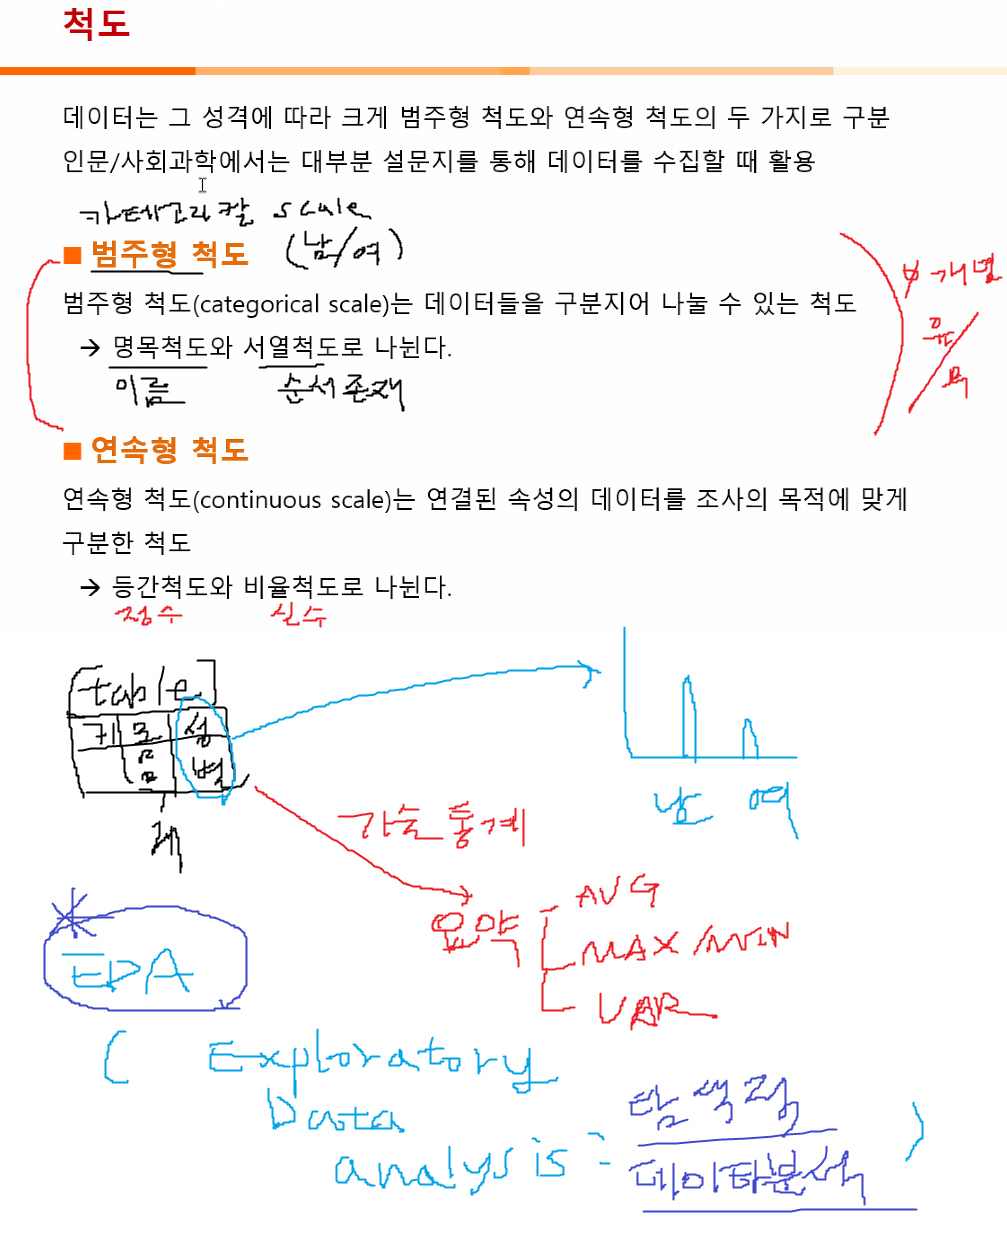 척도
데이터는 그 성격에 따라 크게 범주형 척도와 연속형 척도의 두 가지로 구분
인문/사회과학에서는 대부분 설문지를 통해 데이터를 수집할 때 활용
카테고리칼 scale
■ 범주형 척도 (남/여)
범주형 척도(categorical scale)는 데이터들을 구분지어 나눌 수 있는 척도
→ 명목척도와 서열척도로 나뉜다.
이름 순서존재
개념
유/무
■ 연속형 척도
연속형 척도(continuous scale)는 연결된 속성의 데이터를 조사의 목적에 맞게
구분한 척도
→ 등간척도와 비율척도로 나뉜다.
점수 실수
table
키 몸 성별
남 여
기술통계
요약
AVG
MAX/MIN
VAR
EDA
( Exploratory
Data
analysis : 탐색적
데이타분석 )